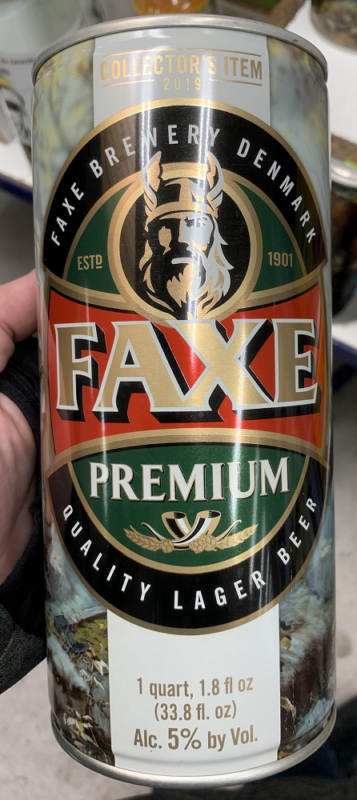 COLLECTOR'S ITEM
2019
FAXE BREWERY DENMARK
ESTD 1901
FAXE
PREMIUM
QUALITY LAGER BEER
1 quart, 1.8 fl oz
(33.8 fl. oz)
Alc. 5% by Vol.